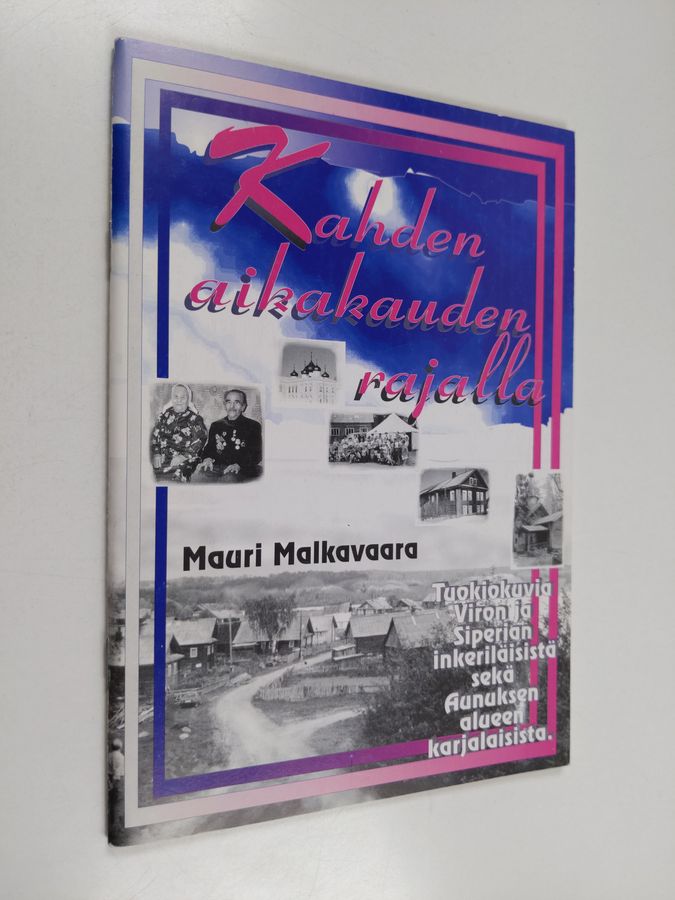 Kahden
aikakauden
rajalla
Mauri Malkavaara
Tuokiokuvia
Viron ja
Siperian
inkeriläisistä
sekä
Aunuksen
alueen
karjalaisista.